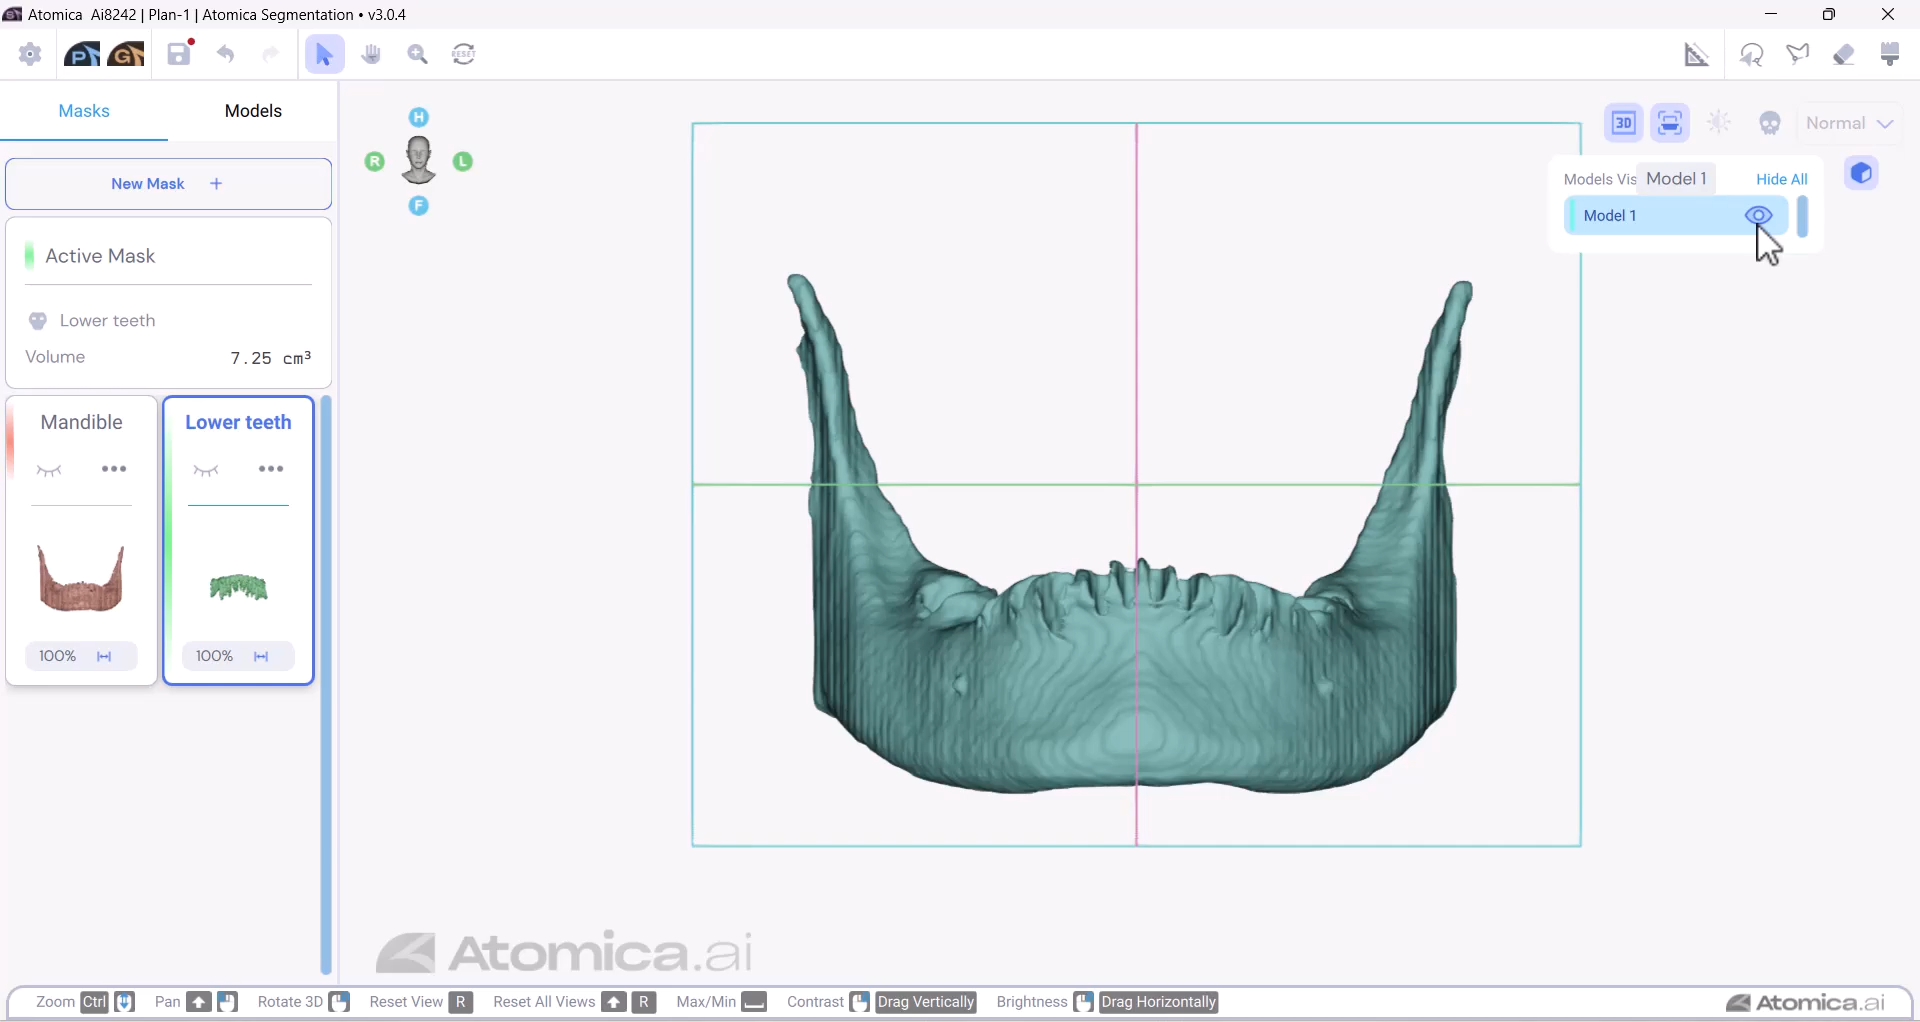 Atomica Ai8242 | Plan-1 | Atomica Segmentation • v3.0.4
P G
RESET
Masks Models
New Mask +
Active Mask
Lower teeth
Volume 7.25 cm³
Mandible
100%
Lower teeth
100%
H
R L
F
3D
Normal
Models Vis
Model 1
Hide All
Model 1
Atomica.ai
Zoom Ctrl Pan Rotate 3D Reset View R Reset All Views R Max/Min Contrast Drag Vertically Brightness Drag Horizontally
Atomica.ai